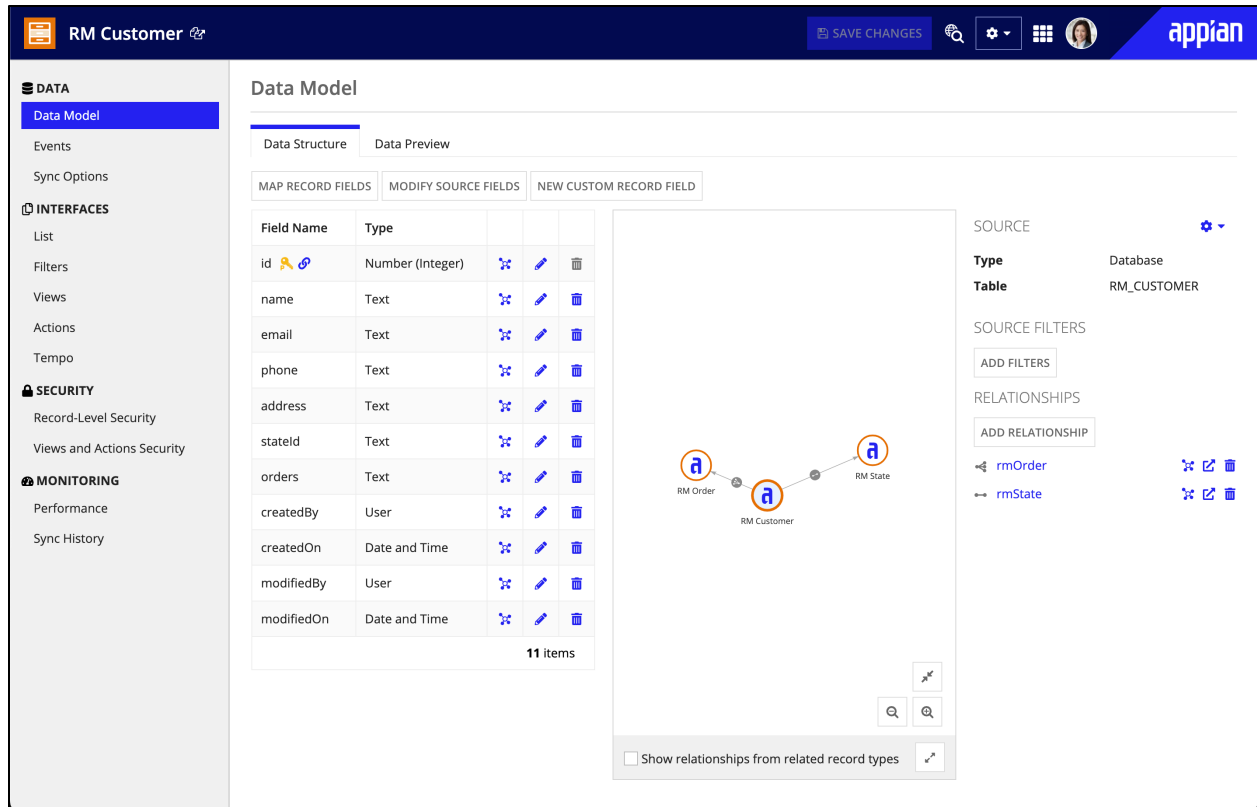 RM Customer
SAVE CHANGES
appian
DATA
Data Model
Events
Sync Options
INTERFACES
List
Filters
Views
Actions
Tempo
SECURITY
Record-Level Security
Views and Actions Security
MONITORING
Performance
Sync History
Data Model
Data Structure Data Preview
MAP RECORD FIELDS MODIFY SOURCE FIELDS NEW CUSTOM RECORD FIELD
Field Name Type
id Number (Integer)
name Text
email Text
phone Text
address Text
stateId Text
orders Text
createdBy User
createdOn Date and Time
modifiedBy User
modifiedOn Date and Time
11 items
a
RM Order
a
RM Customer
a
RM State
Show relationships from related record types
SOURCE
Type Database
Table RM_CUSTOMER
SOURCE FILTERS
ADD FILTERS
RELATIONSHIPS
ADD RELATIONSHIP
rmOrder
rmState